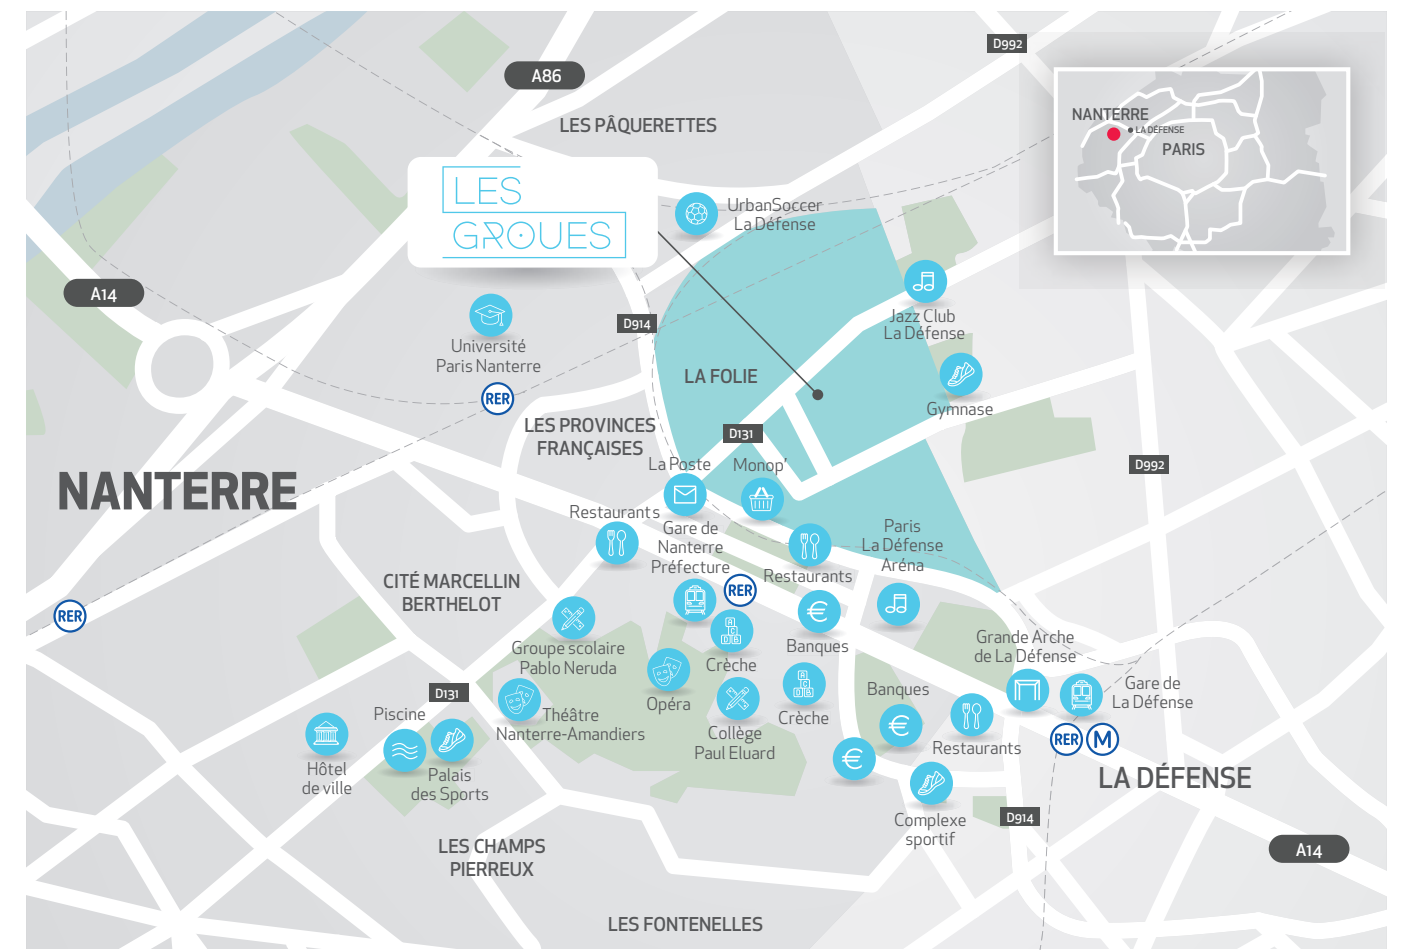 D992
A86
LES PÂQUERETTES
NANTERRE
LA DÉFENSE
PARIS
LES
GROUES
UrbanSoccer
La Défense
A14
D914
Jazz Club
La Défense
Université
Paris Nanterre
RER
LA FOLIE
Gymnase
LES PROVINCES
FRANÇAISES
D131
La Poste
Monop'
D992
NANTERRE
Restaurants
Gare de
Nanterre
Préfecture
RER
Restaurants
Paris
La Défense
Aréna
CITÉ MARCELLIN
BERTHELOT
RER
Groupe scolaire
Pablo Neruda
A
C
D B
Crèche
Banques
Grande Arche
de La Défense
D131
Opéra
A
C
D B
Crèche
Banques
Gare de
La Défense
Piscine
Théâtre
Nanterre-Amandiers
Collège
Paul Eluard
Restaurants
RER
M
Hôtel
de ville
Palais
des Sports
LA DÉFENSE
Complexe
sportif
D914
A14
LES CHAMPS
PIERREUX
LES FONTENELLES